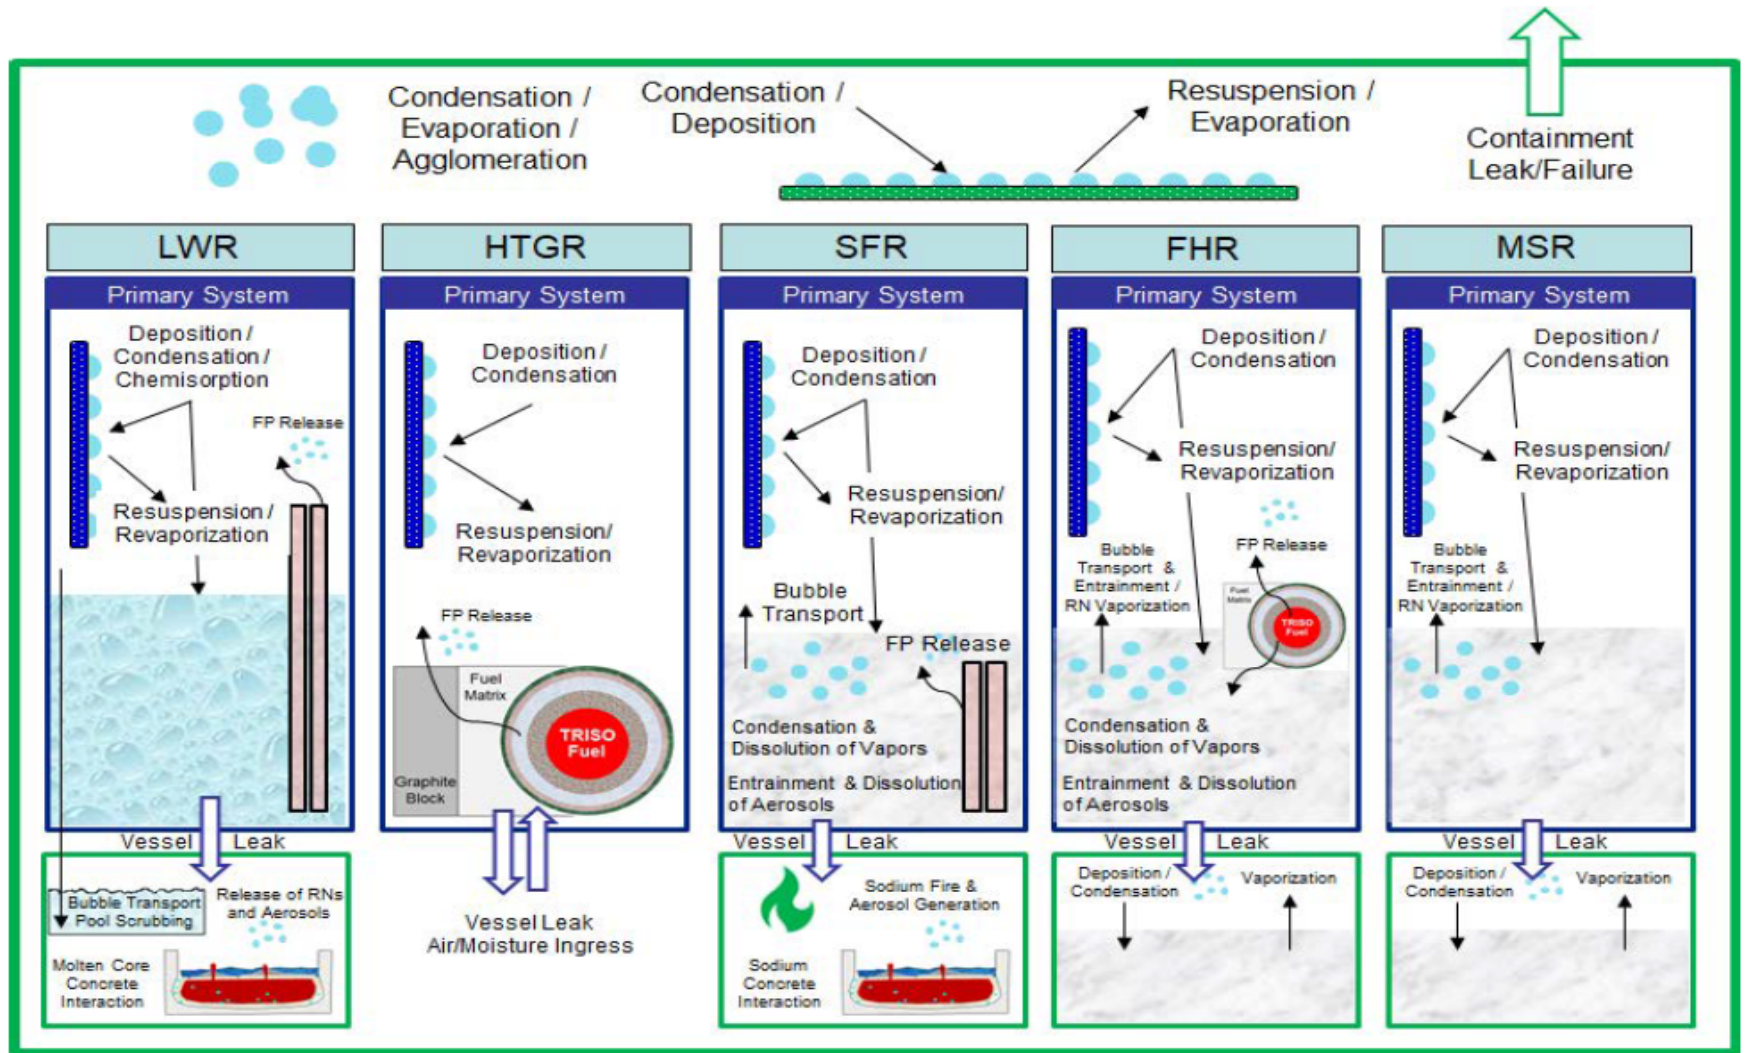 Condensation /
Evaporation /
Agglomeration
Condensation /
Deposition
Resuspension /
Evaporation
Containment
Leak/Failure
LWR
Primary System
Deposition /
Condensation /
Chemisorption
FP Release
Resuspension /
Revaporization
Vessel Leak
Bubble Transport
Pool Scrubbing
Release of RNs
and Aerosols
Molten Core
Concrete
Interaction
HTGR
Primary System
Deposition /
Condensation
Resuspension/
Revaporization
FP Release
Fuel
Matrix
TRISO
Fuel
Graphite
Block
Vessel Leak
Air/Moisture Ingress
SFR
Primary System
Deposition /
Condensation
Resuspension/
Revaporization
Bubble
Transport
FP Release
Condensation &
Dissolution of Vapors
Entrainment & Dissolution
of Aerosols
Vessel Leak
Sodium Fire &
Aerosol Generation
Sodium
Concrete
Interaction
FHR
Primary System
Deposition /
Condensation
Resuspension/
Revaporization
FP Release
Bubble
Transport &
Entrainment /
RN Vaporization
Fuel
Matrix
TRISO
Fuel
Condensation &
Dissolution of Vapors
Entrainment & Dissolution
of Aerosols
Vessel Leak
Deposition /
Condensation
Vaporization
MSR
Primary System
Deposition /
Condensation
Resuspension/
Revaporization
Bubble
Transport &
Entrainment /
RN Vaporization
Vessel Leak
Deposition /
Condensation
Vaporization